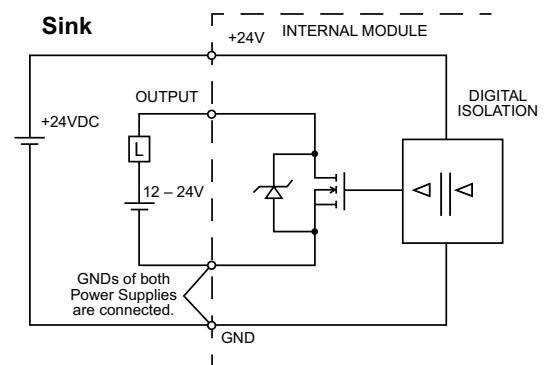 Sink
+24V
INTERNAL MODULE
OUTPUT
DIGITAL
ISOLATION
+24VDC
L
12 – 24V
GNDs of both
Power Supplies
are connected.
GND